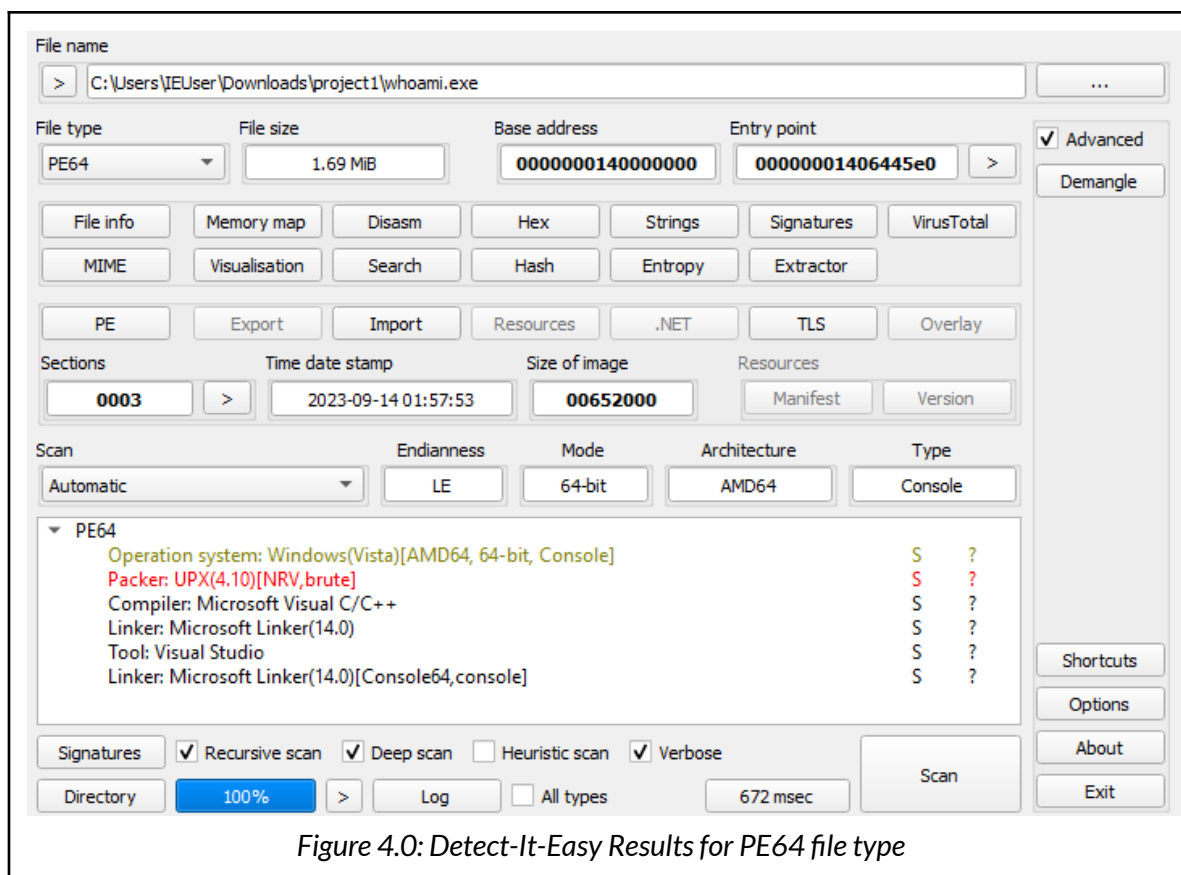 File name
> C:\Users\IEUser\Downloads\project1\whoami.exe ...
File type File size Base address Entry point
PE64 1.69 MiB 0000000140000000 00000001406445e0 >
Advanced
Demangle
File info Memory map Disasm Hex Strings Signatures VirusTotal
MIME Visualisation Search Hash Entropy Extractor
PE Export Import Resources .NET TLS Overlay
Sections Time date stamp Size of image Resources
0003 > 2023-09-14 01:57:53 00652000 Manifest Version
Scan Endianness Mode Architecture Type
Automatic LE 64-bit AMD64 Console
PE64
Operation system: Windows(Vista)[AMD64, 64-bit, Console] S ?
Packer: UPX(4.10)[NRV,brute] S ?
Compiler: Microsoft Visual C/C++ S ?
Linker: Microsoft Linker(14.0) S ?
Tool: Visual Studio S ?
Linker: Microsoft Linker(14.0)[Console64,console] S ?
Shortcuts
Options
Signatures Recursive scan Deep scan Heuristic scan Verbose Scan About
Directory 100% > Log All types 672 msec Exit
Figure 4.0: Detect-It-Easy Results for PE64 file type